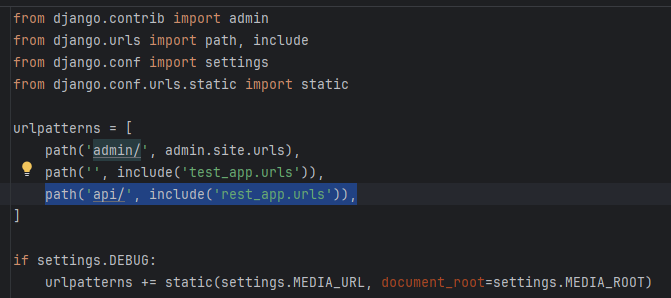 from django.contrib import admin
from django.urls import path, include
from django.conf import settings
from django.conf.urls.static import static
urlpatterns = [
    path('admin/', admin.site.urls),
    path('', include('test_app.urls')),
    path('api/', include('rest_app.urls')),
]
if settings.DEBUG:
    urlpatterns += static(settings.MEDIA_URL, document_root=settings.MEDIA_ROOT)